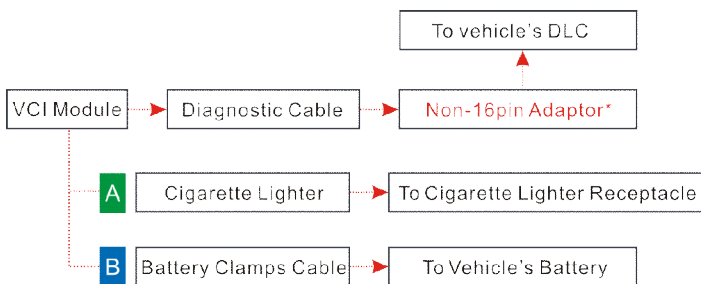 To vehicle's DLC
VCI Module
Diagnostic Cable
Non-16pin Adaptor*
A
Cigarette Lighter
To Cigarette Lighter Receptacle
B
Battery Clamps Cable
To Vehicle's Battery